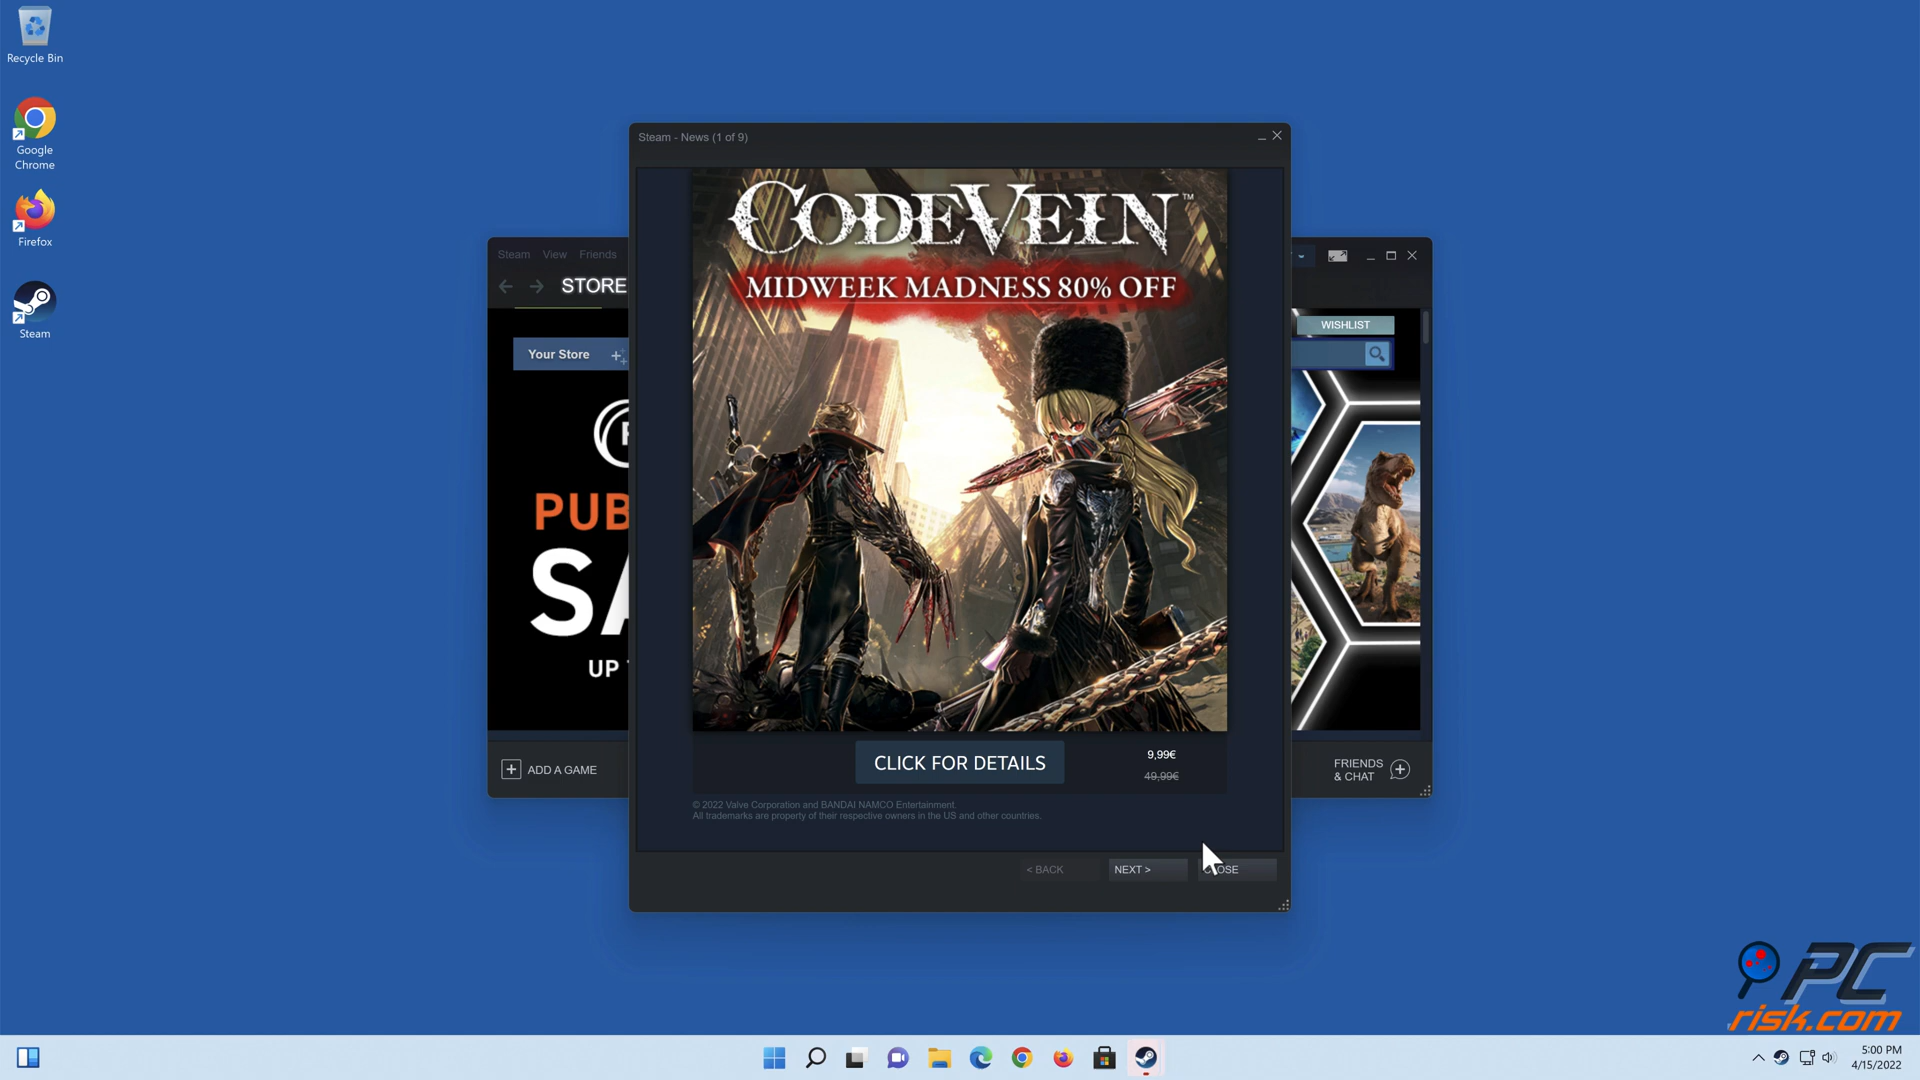 Recycle Bin
Google
Chrome
Firefox
Steam
Steam - News (1 of 9)
CODE VEIN™
MIDWEEK MADNESS 80% OFF
CLICK FOR DETAILS
9,99€
49,99€
© 2022 Valve Corporation and BANDAI NAMCO Entertainment.
All trademarks are property of their respective owners in the US and other countries.
< BACK
NEXT >
Steam View Friends
STORE
WISHLIST
Your Store
PUB
SA
UP
ADD A GAME
FRIENDS
& CHAT
PC
risk.com
5:00 PM
4/15/2022